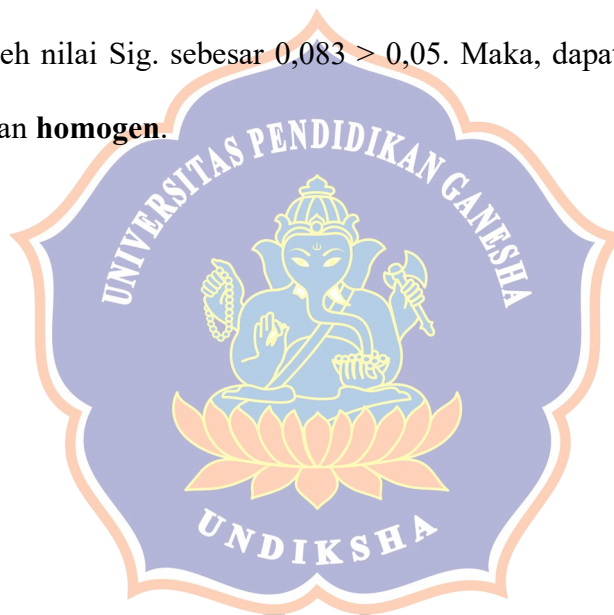 eh nilai Sig. sebesar 0,083 > 0,05. Maka, dapat
an homogen.
UNIVERSITAS PENDIDIKAN GANESHA
UNDIKSHA